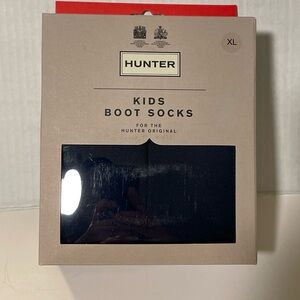 XL
HUNTER
KIDS
BOOT SOCKS
FOR THE
HUNTER ORIGINAL